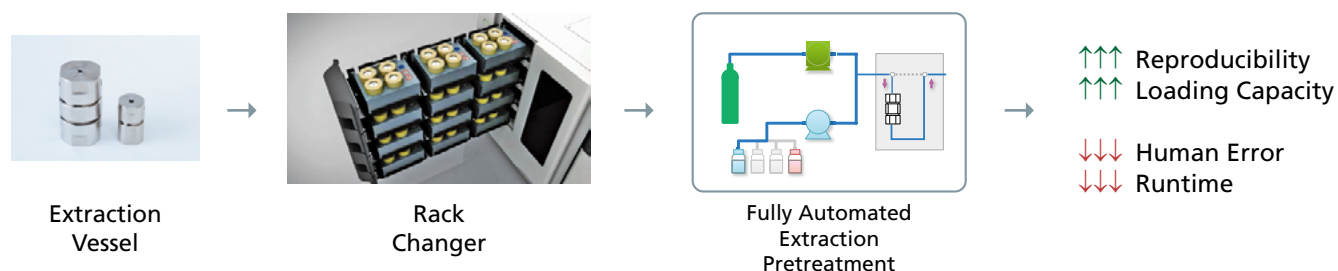 Extraction
Vessel
Rack
Changer
Fully Automated
Extraction
Pretreatment
↑↑↑ Reproducibility
↑↑↑ Loading Capacity
↓↓↓ Human Error
↓↓↓ Runtime